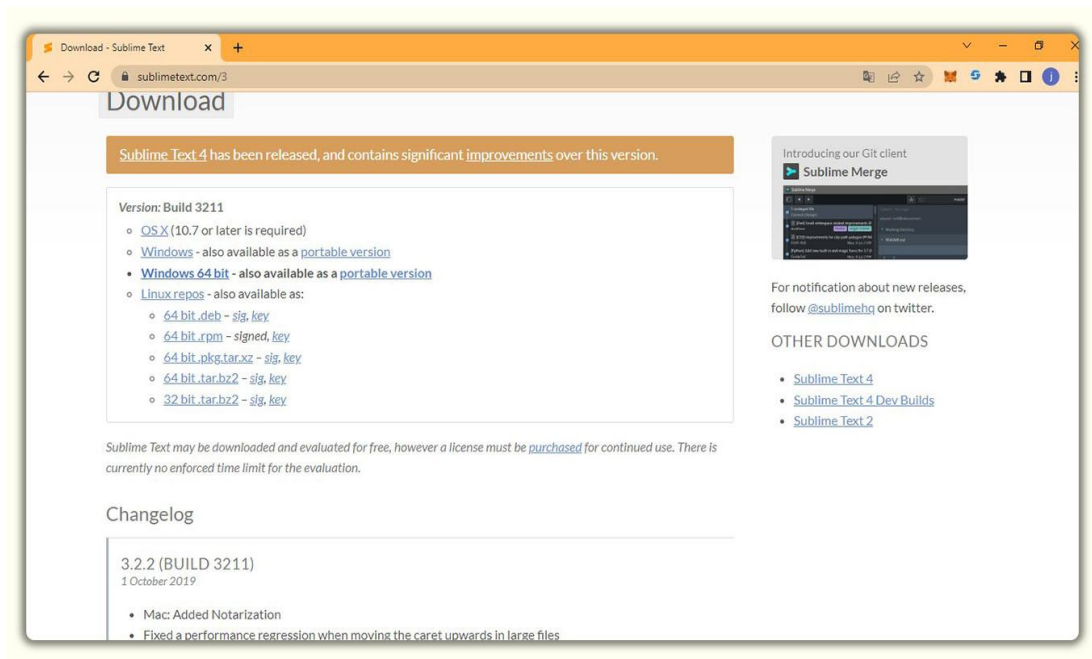 Download - Sublime Text
sublimetext.com/3
Download
Sublime Text 4 has been released, and contains significant improvements over this version.
Version: Build 3211
OS X (10.7 or later is required)
Windows - also available as a portable version
Windows 64 bit - also available as a portable version
Linux repos - also available as:
64 bit .deb – sig, key
64 bit .rpm – signed, key
64 bit .pkg.tar.xz – sig, key
64 bit .tar.bz2 – sig, key
32 bit .tar.bz2 – sig, key
Sublime Text may be downloaded and evaluated for free, however a license must be purchased for continued use. There is
currently no enforced time limit for the evaluation.
Changelog
3.2.2 (BUILD 3211)
1 October 2019
Mac: Added Notarization
Fixed a performance regression when moving the caret upwards in large files
Introducing our Git client
Sublime Merge
For notification about new releases,
follow @sublimehq on twitter.
OTHER DOWNLOADS
Sublime Text 4
Sublime Text 4 Dev Builds
Sublime Text 2